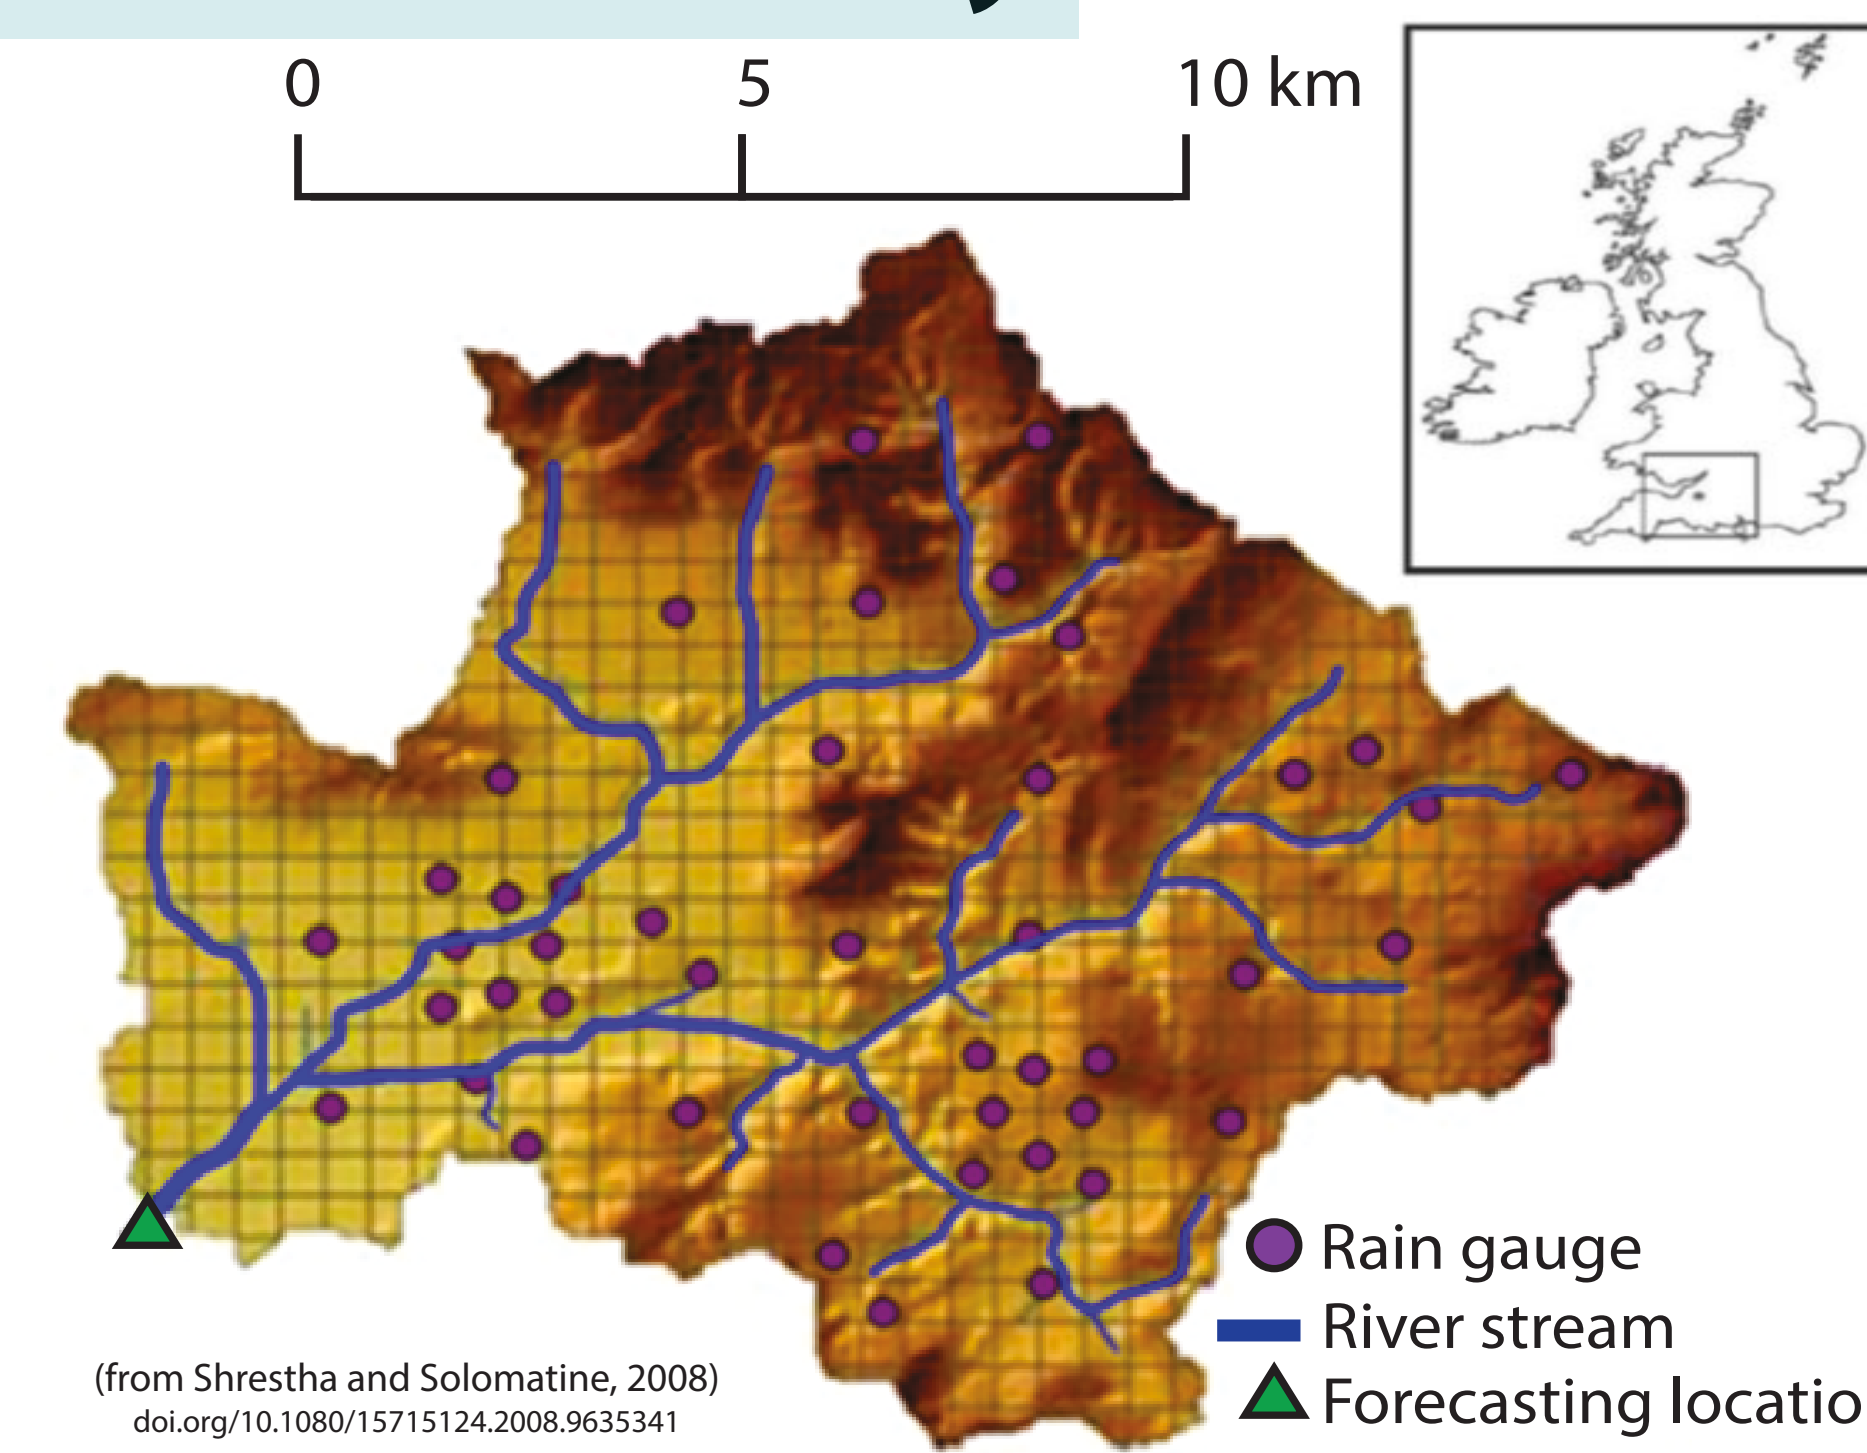 0 5 10 km
Rain gauge
River stream
Forecasting locatio
(from Shrestha and Solomatine, 2008)
doi.org/10.1080/15715124.2008.9635341